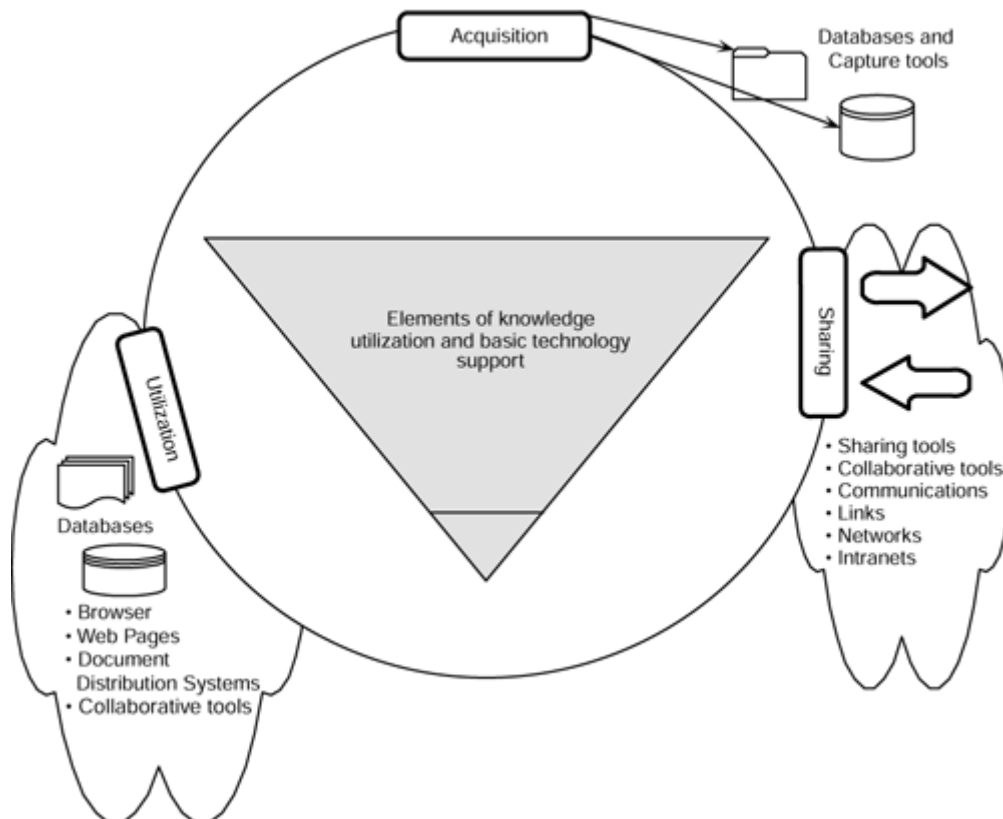 Acquisition
Databases and
Capture tools
Elements of knowledge
utilization and basic technology
support
Sharing
• Sharing tools
• Collaborative tools
• Communications
• Links
• Networks
• Intranets
Utilization
Databases
• Browser
• Web Pages
• Document
Distribution Systems
• Collaborative tools